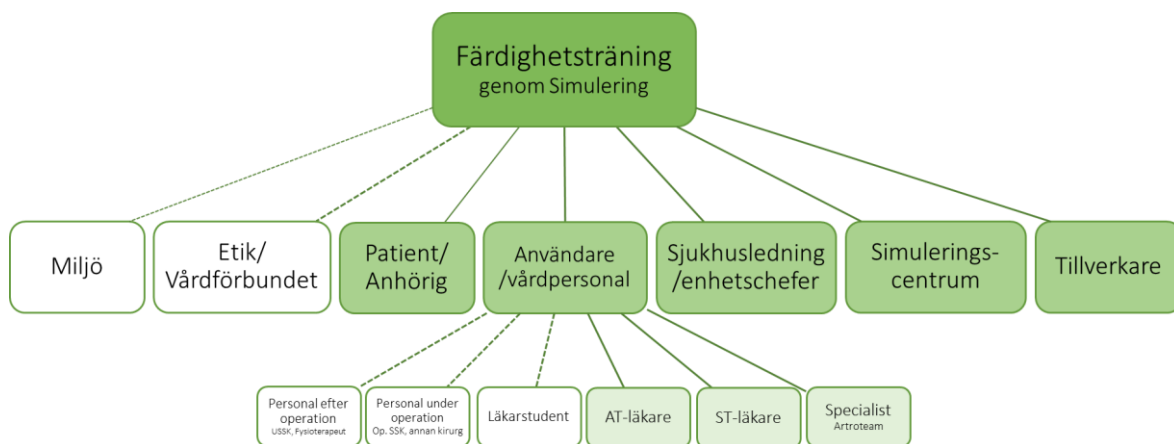 Färdighetsträning
genom Simulering
Miljö
Etik/
Vårdförbundet
Patient/
Anhörig
Användare
/vårdpersonal
Sjukhusledning
/enhetschefer
Simulerings-
centrum
Tillverkare
Personal efter
operation
USSK, Fysioterapeut
Personal under
operation
Op. SSK, annan kirurg
Läkarstudent
AT-läkare
ST-läkare
Specialist
Artroteam